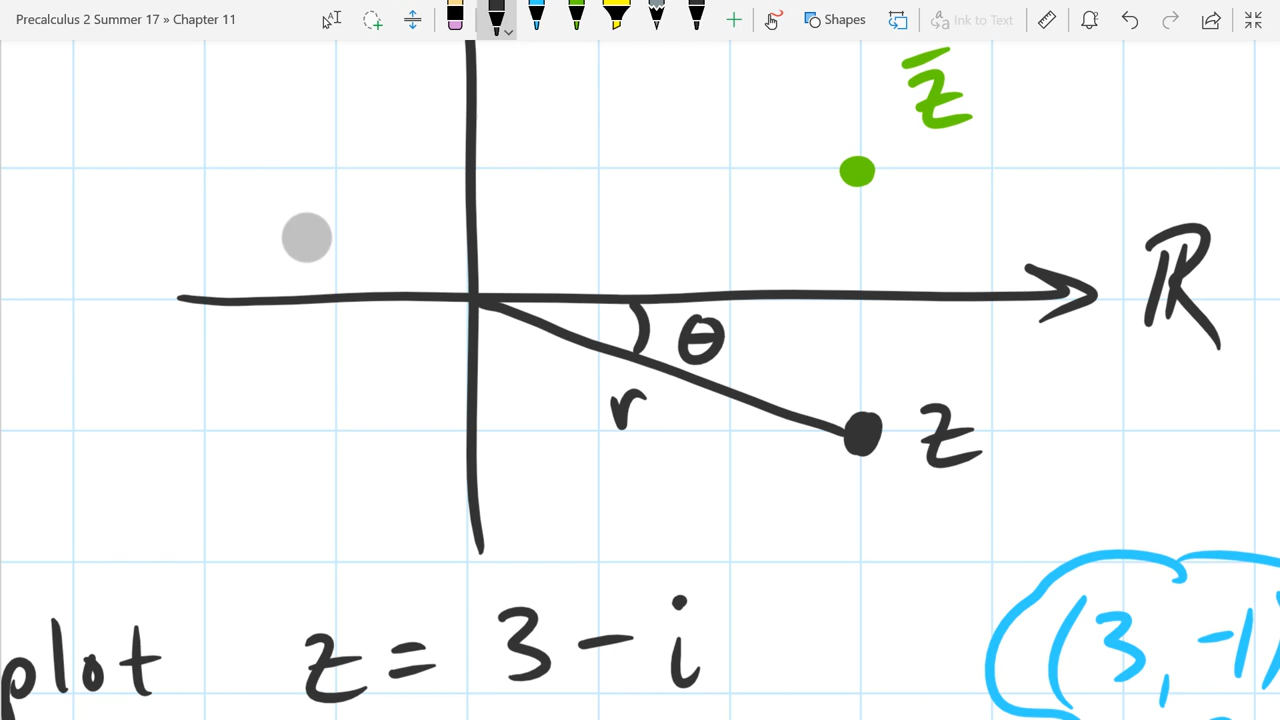 Precalculus 2 Summer 17 » Chapter 11
Shapes
Ink to Text
z̅
ℝ
θ
r
z
plot z = 3 - i
(3, -1)